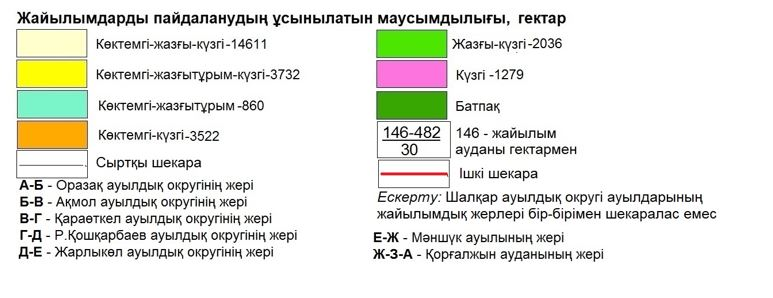 Жайылымдарды пайдаланудың ұсынылатын маусымдылығы, гектар
Көктемгі-жазғы-күзгі-14611
Көктемгі-жазғытұрым-күзгі-3732
Көктемгі-жазғытұрым -860
Көктемгі-күзгі-3522
Сыртқы шекара
А-Б - Оразақ ауылдық округінің жері
Б-В - Ақмол ауылдық округінің жері
В-Г - Қараөткел ауылдық округінің жері
Г-Д - Р.Қошқарбаев ауылдық округінің жері
Д-Е - Жарлыкөл ауылдық округінің жері
Жазғы-күзгі-2036
Күзгі -1279
Батпақ
146-482
30
146 - жайылым
ауданы гектармен
Ішкі шекара
Ескерту: Шалқар ауылдық округі ауылдарының
жайылымдық жерлері бір-бірімен шекаралас емес
Е-Ж - Мәншүк ауылының жері
Ж-З-А - Қорғалжын ауданының жері